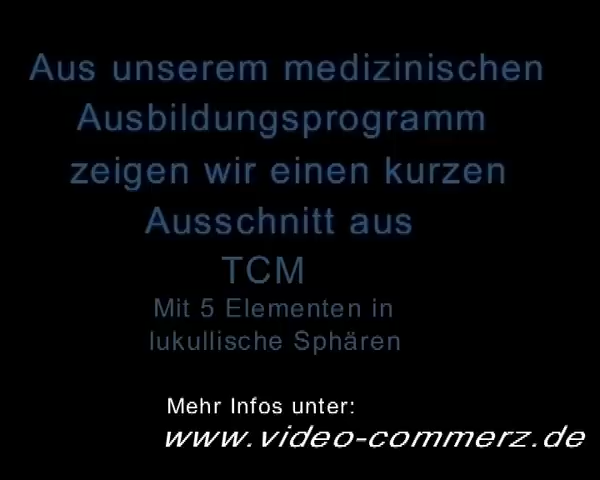 Aus unserem medizinischen
Ausbildungsprogramm
zeigen wir einen kurzen
Ausschnitt aus
TCM
Mit 5 Elementen in
lukullische Sphären
Mehr Infos unter:
www.video-commerz.de